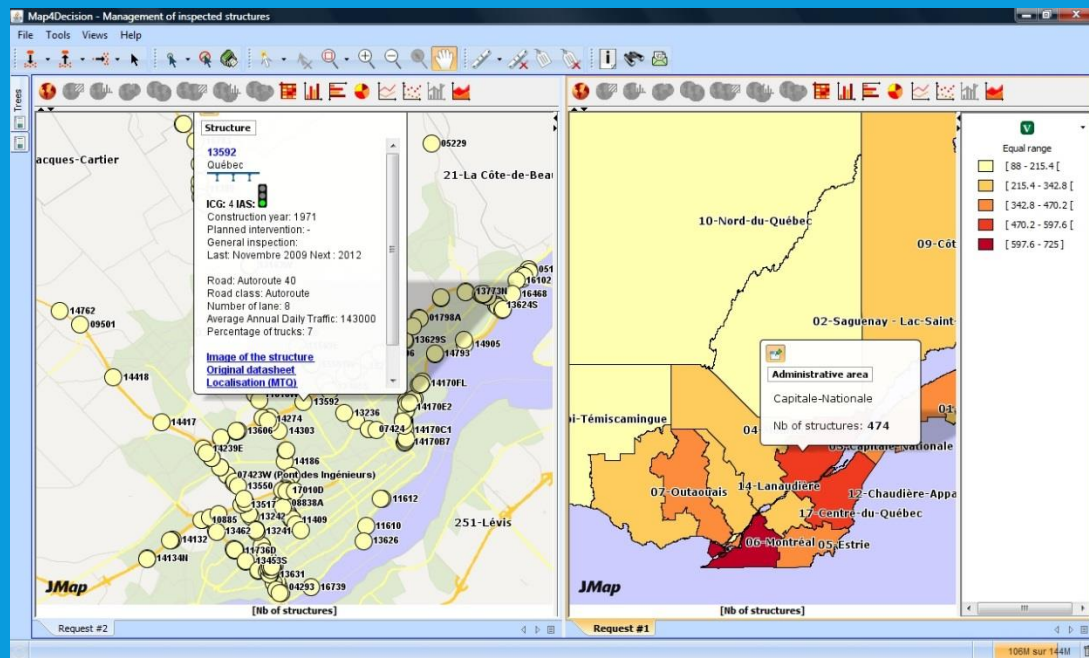 Map4Decision - Management of inspected structures
File Tools Views Help
Trees
Structure
13592
Québec
ICG: 4 IAS:
Construction year: 1971
Planned intervention: -
General inspection:
Last: Novembre 2009 Next : 2012
Road: Autoroute 40
Road class: Autoroute
Number of lane: 8
Average Annual Daily Traffic: 143000
Percentage of trucks: 7
Image of the structure
Original datasheet
Localisation (MTQ)
acques-Cartier
05229
21-La Côte-de-Beau
051
16102
13773N
16468
13624S
14762
01798A
09501
13629S
14905
14793
14418
14170FL
13592
14170E2
13236
14417
14274
07424
14170C1
13606
14303
14170B7
14239E
14186
07423W (Pont des Ingénieurs)
13550
17010D
11612
13517
08838A
10885
13242
11409
251-Lévis
13462
13241
11610
14132
13626
11736D
14134N
13453S
13631
04293
16739
JMap
[Nb of structures]
Request #2
10-Nord-du-Québec
09-Côt
02-Saguenay - Lac-Saint-
Administrative area
Capitale-Nationale
Nb of structures: 474
bi-Témiscamingue
04-
03-Capitale-Nationale
14-Lanaudière
07-Outaouais
12-Chaudière-Appa
17-Centre-du-Québec
06-Montréal
05-Estrie
JMap
[Nb of structures]
Request #1
V
Equal range
[ 88 - 215.4 [
[ 215.4 - 342.8 [
[ 342.8 - 470.2 [
[ 470.2 - 597.6 [
[ 597.6 - 725 ]
106M sur 144M